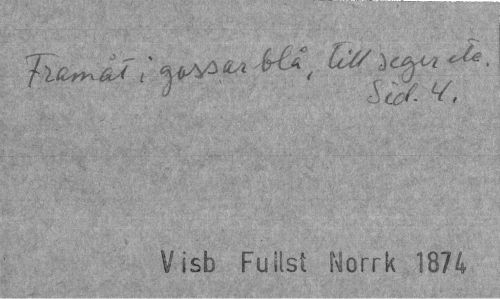 Framåt i gossar blå, till seger etc.
Sid. 4.
Visb Fullst Norrk 1874